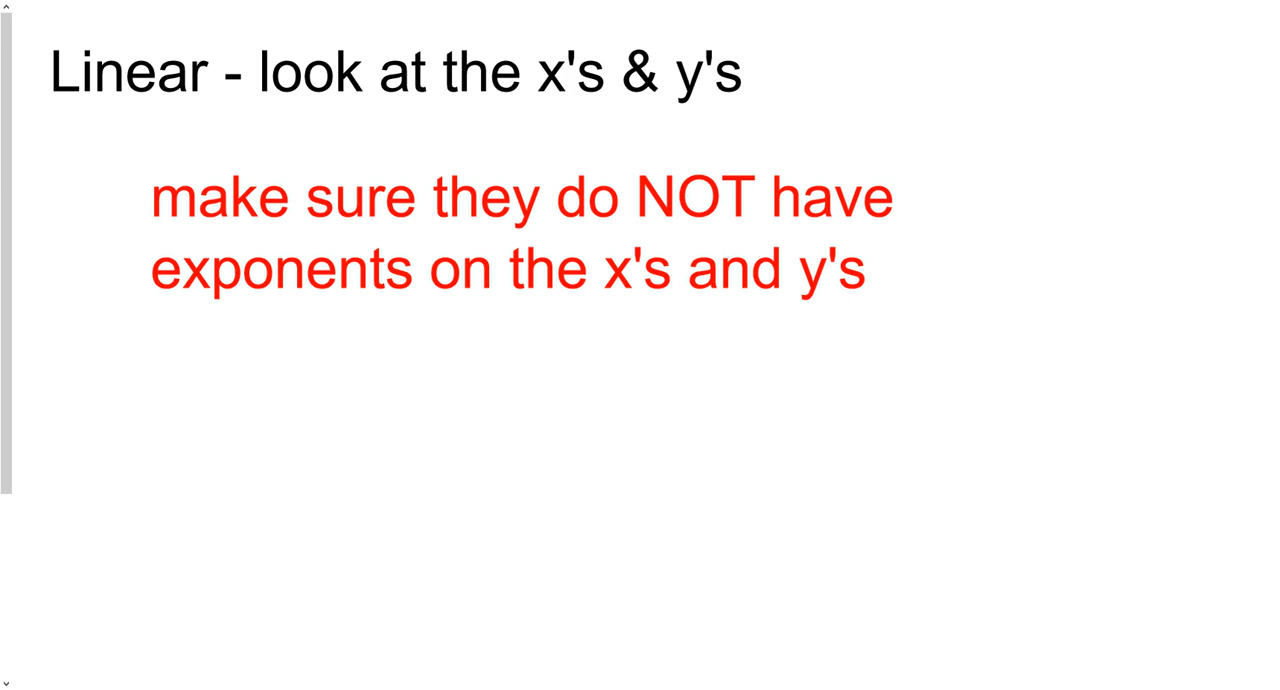 Linear - look at the x's & y's
make sure they do NOT have
exponents on the x's and y's